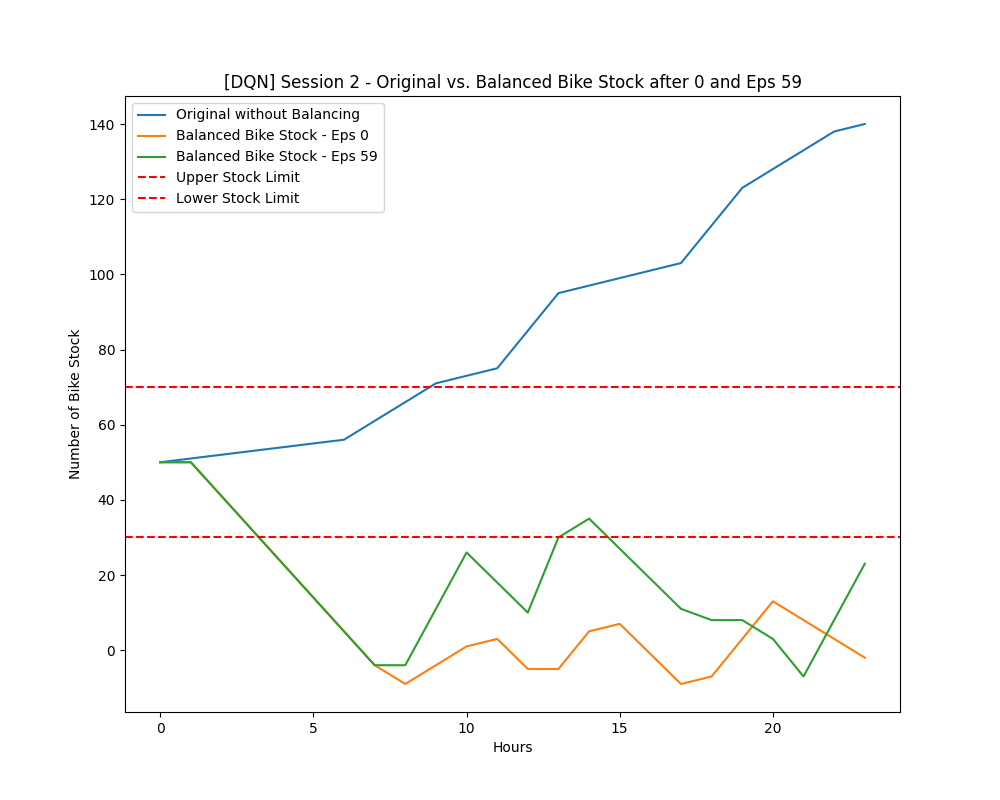 [DQN] Session 2 - Original vs. Balanced Bike Stock after 0 and Eps 59
Original without Balancing
Balanced Bike Stock - Eps 0
Balanced Bike Stock - Eps 59
Upper Stock Limit
Lower Stock Limit
140
120
100
80
60
40
20
0
Number of Bike Stock
0 5 10 15 20
Hours